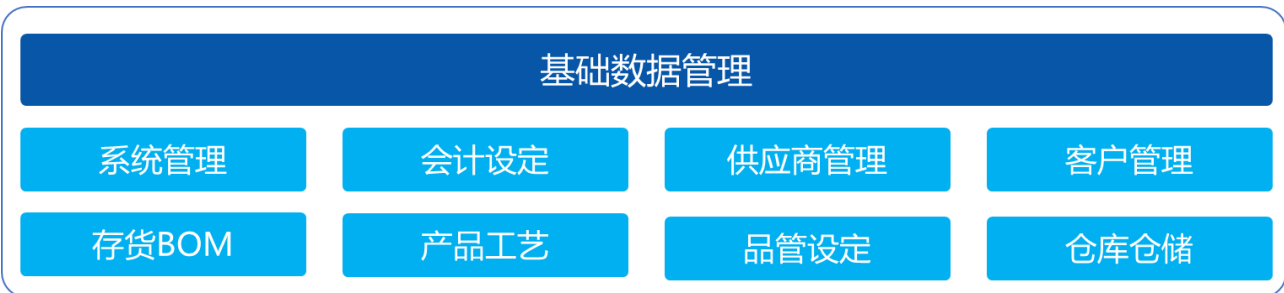 基础数据管理
系统管理
会计设定
供应商管理
客户管理
存货BOM
产品工艺
品管设定
仓库仓储